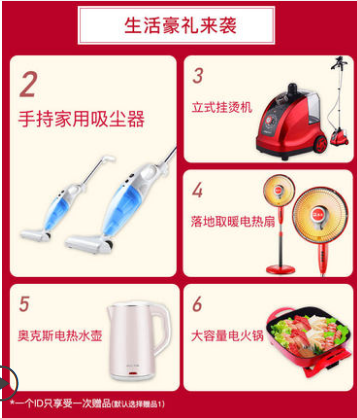 生活豪礼来袭
2
手持家用吸尘器
3
立式挂烫机
4
落地取暖电热扇
5
奥克斯电热水壶
6
大容量电火锅
*一个ID只享受一次赠品(默认选择赠品1)